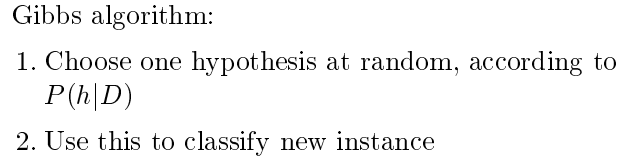 Gibbs algorithm:
1. Choose one hypothesis at random, according to
P(h|D)
2. Use this to classify new instance